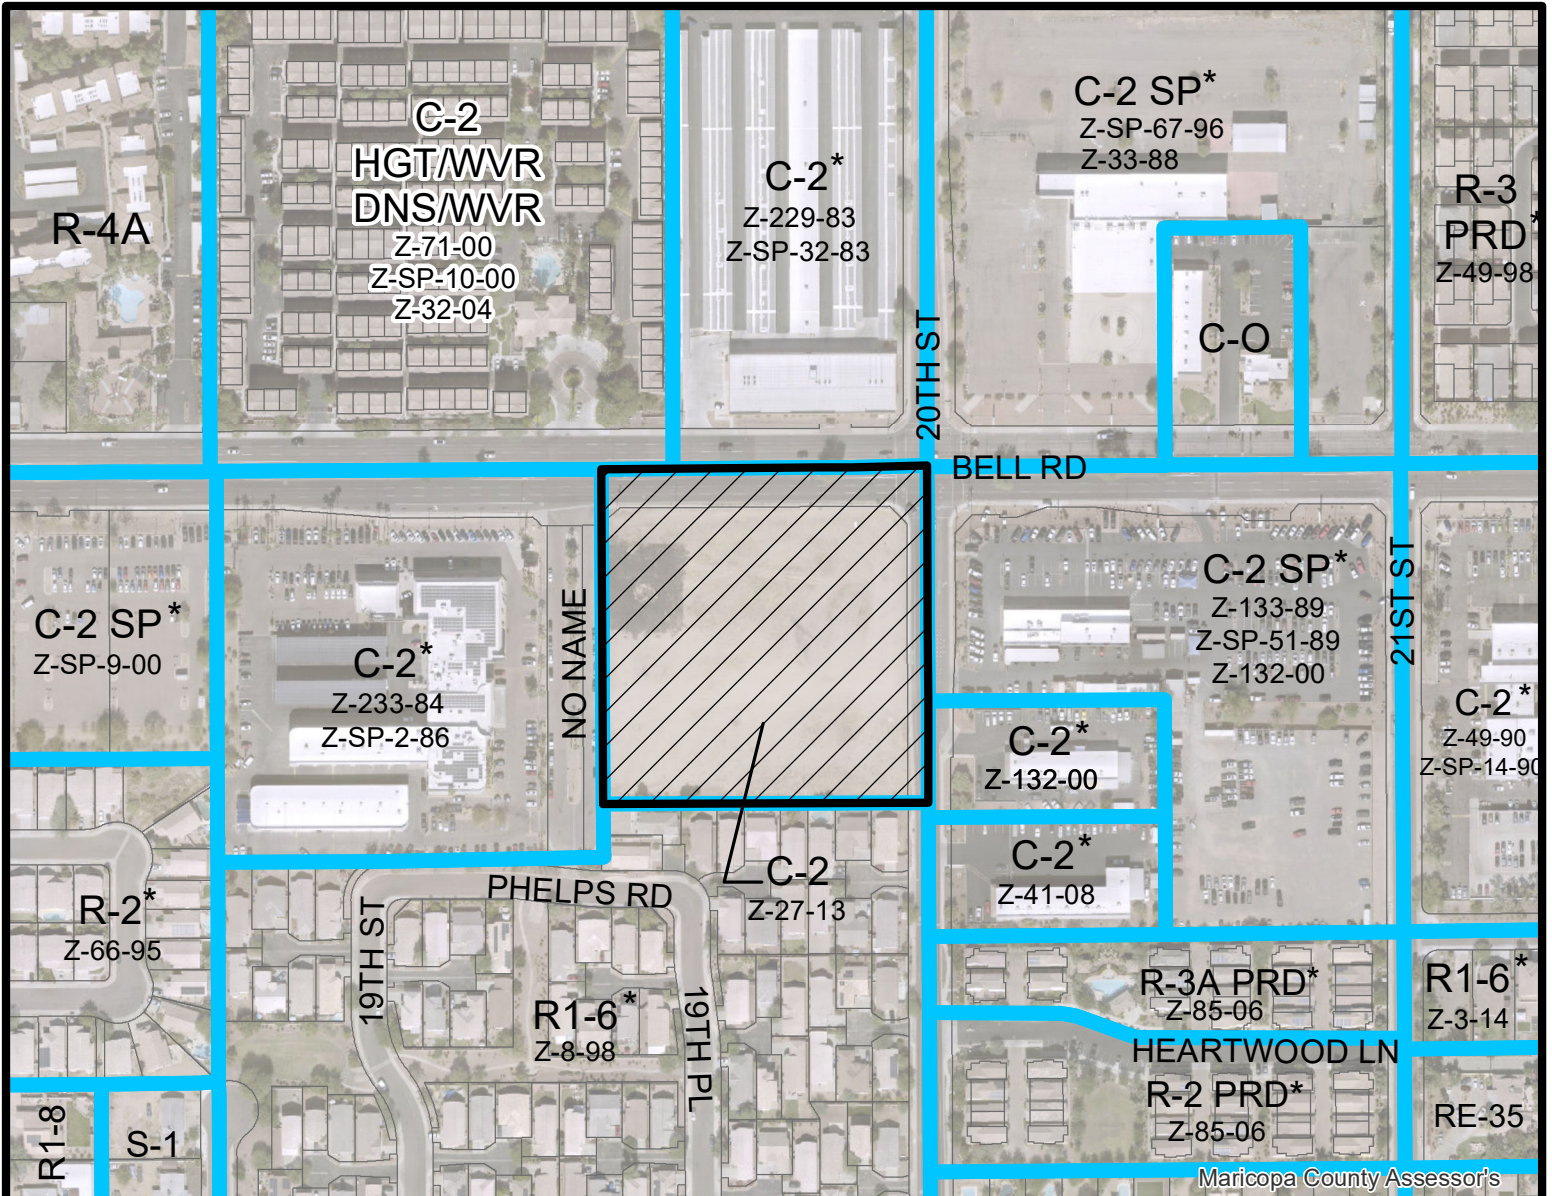 R-4A
C-2
HGT/WVR
DNS/WVR
Z-71-00
Z-SP-10-00
Z-32-04
C-2*
Z-229-83
Z-SP-32-83
C-2 SP*
Z-SP-67-96
Z-33-88
C-O
R-3
PRD*
Z-49-98
20TH ST
BELL RD
C-2 SP*
Z-SP-9-00
C-2*
Z-233-84
Z-SP-2-86
NO NAME
C-2 SP*
Z-133-89
Z-SP-51-89
Z-132-00
21ST ST
C-2*
Z-49-90
Z-SP-14-90
C-2*
Z-132-00
C-2*
Z-41-08
C-2
Z-27-13
PHELPS RD
R-2*
Z-66-95
19TH ST
R1-6*
Z-8-98
19TH PL
R-3A PRD*
Z-85-06
R1-6*
Z-3-14
HEARTWOOD LN
R-2 PRD*
Z-85-06
RE-35
R1-8
S-1
Maricopa County Assessor's